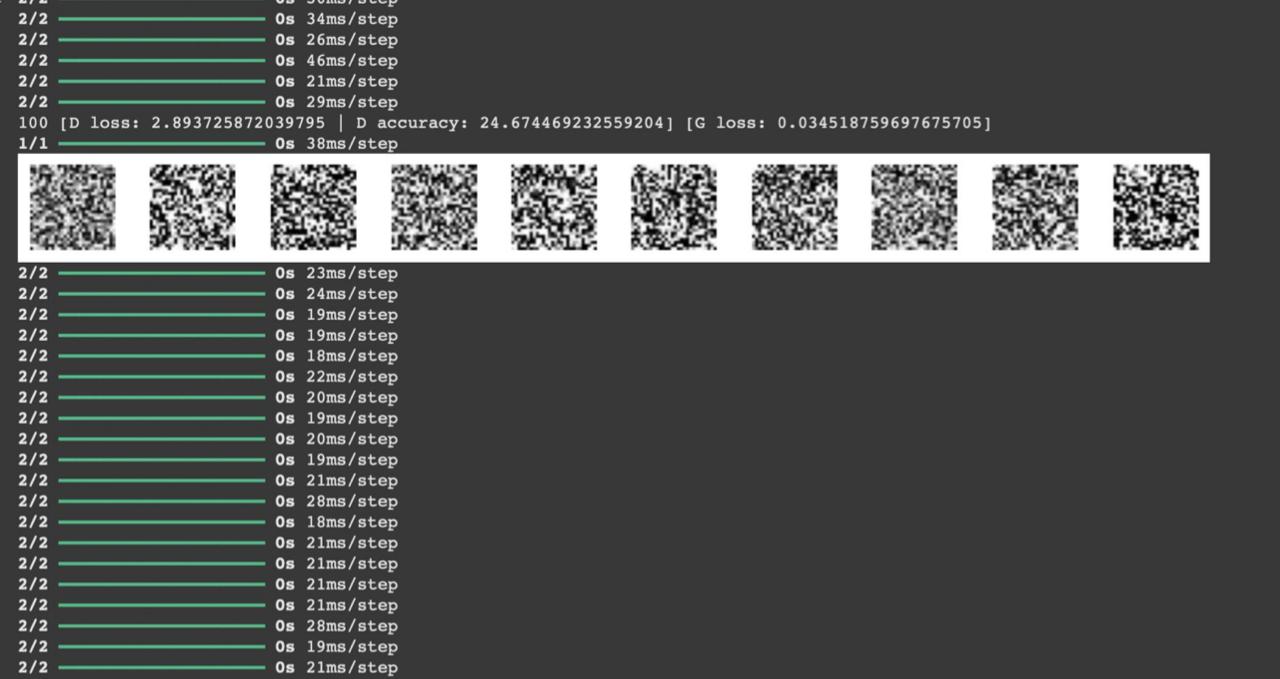 2/2 0s 34ms/step
2/2 0s 26ms/step
2/2 0s 46ms/step
2/2 0s 21ms/step
2/2 0s 29ms/step
100 [D loss: 2.893725872039795 | D accuracy: 24.674469232559204] [G loss: 0.034518759697675705]
1/1 0s 38ms/step
2/2 0s 23ms/step
2/2 0s 24ms/step
2/2 0s 19ms/step
2/2 0s 19ms/step
2/2 0s 18ms/step
2/2 0s 22ms/step
2/2 0s 20ms/step
2/2 0s 19ms/step
2/2 0s 20ms/step
2/2 0s 19ms/step
2/2 0s 21ms/step
2/2 0s 28ms/step
2/2 0s 18ms/step
2/2 0s 21ms/step
2/2 0s 21ms/step
2/2 0s 21ms/step
2/2 0s 21ms/step
2/2 0s 28ms/step
2/2 0s 19ms/step
2/2 0s 21ms/step